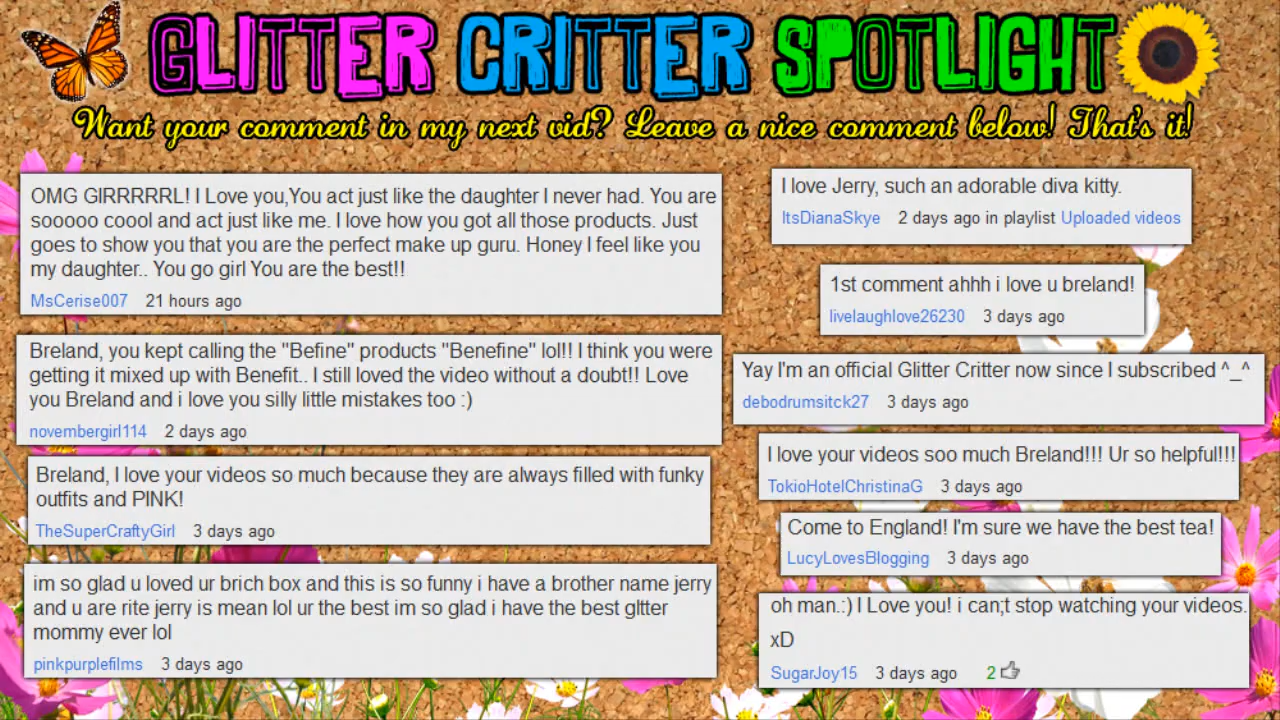 GLITTER CRITTER SPOTLIGHT
Want your comment in my next vid? Leave a nice comment below! That's it!
OMG GIRRRRRL! I Love you,You act just like the daughter I never had. You are
sooooo coool and act just like me. I love how you got all those products. Just
goes to show you that you are the perfect make up guru. Honey I feel like you
my daughter.. You go girl You are the best!!
MsCerise007 21 hours ago
Breland, you kept calling the "Befine" products "Benefine" lol!! I think you were
getting it mixed up with Benefit.. I still loved the video without a doubt!! Love
you Breland and i love you silly little mistakes too :)
novembergirl114 2 days ago
Breland, I love your videos so much because they are always filled with funky
outfits and PINK!
TheSuperCraftyGirl 3 days ago
im so glad u loved ur brich box and this is so funny i have a brother name jerry
and u are rite jerry is mean lol ur the best im so glad i have the best gltter
mommy ever lol
pinkpurplefilms 3 days ago
I love Jerry, such an adorable diva kitty.
ItsDianaSkye 2 days ago in playlist Uploaded videos
1st comment ahhh i love u breland!
livelaughlove26230 3 days ago
Yay I'm an official Glitter Critter now since I subscribed ^_^
debodrumsitck27 3 days ago
I love your videos soo much Breland!!! Ur so helpful!!!
TokioHotelChristinaG 3 days ago
Come to England! I'm sure we have the best tea!
LucyLovesBlogging 3 days ago
oh man.:) I Love you! i can;t stop watching your videos.
xD
SugarJoy15 3 days ago 2